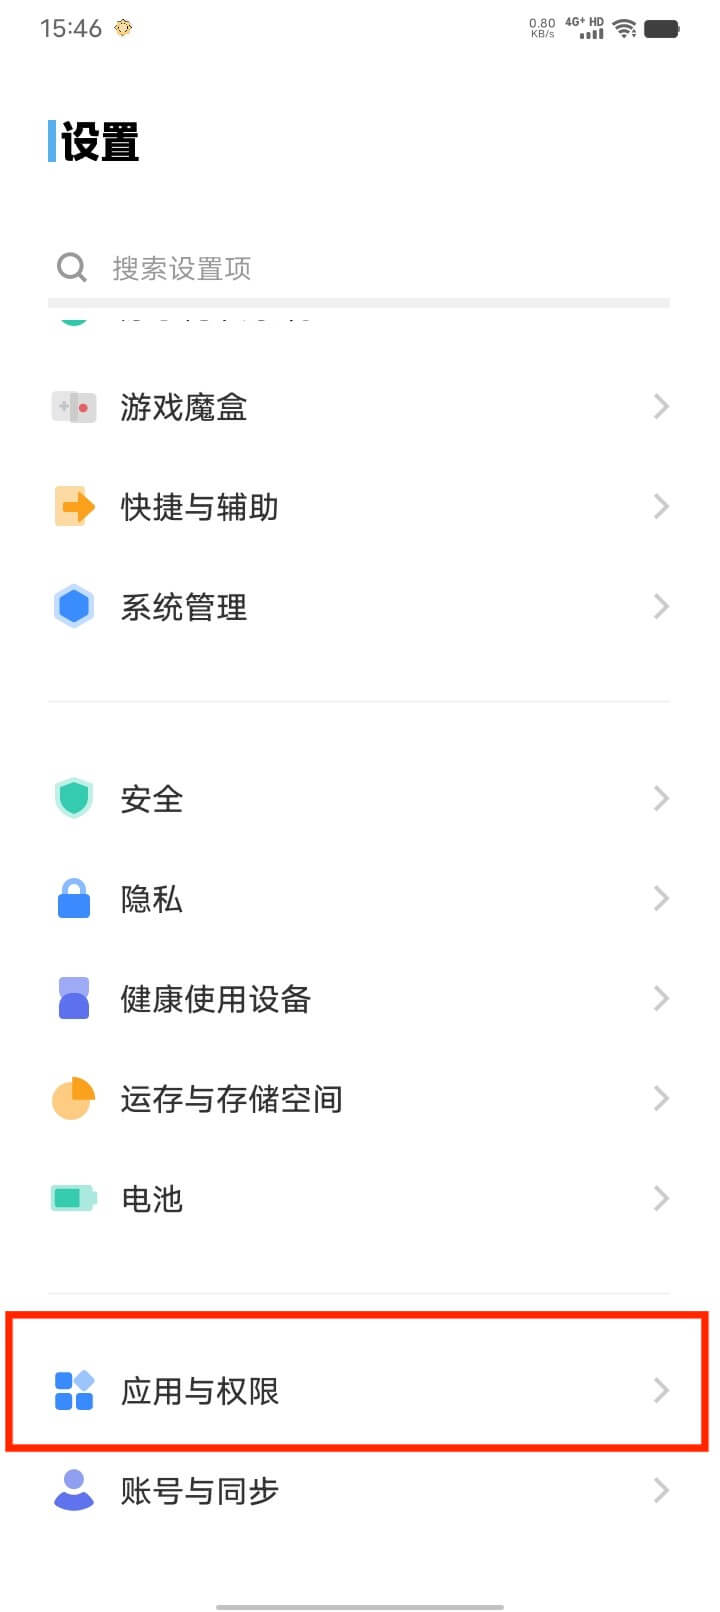 15:46
0.80 KB/s 4G+ HD
设置
搜索设置项
游戏魔盒
快捷与辅助
系统管理
安全
隐私
健康使用设备
运存与存储空间
电池
应用与权限
账号与同步